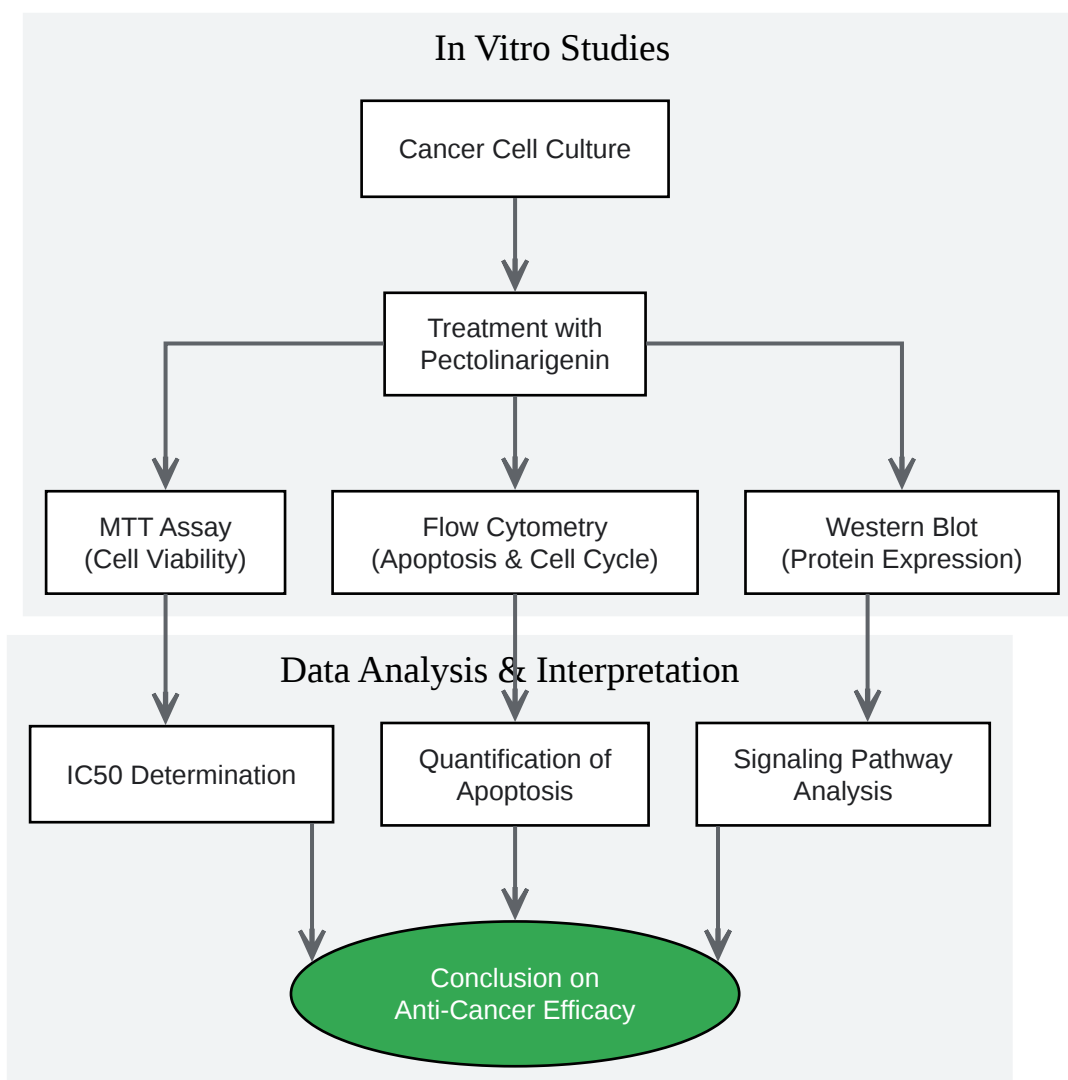 In Vitro Studies
Cancer Cell Culture
Treatment with
Pectolinarigenin
MTT Assay
(Cell Viability)
Flow Cytometry
(Apoptosis & Cell Cycle)
Western Blot
(Protein Expression)
Data Analysis & Interpretation
IC50 Determination
Quantification of
Apoptosis
Signaling Pathway
Analysis
Conclusion on
Anti-Cancer Efficacy